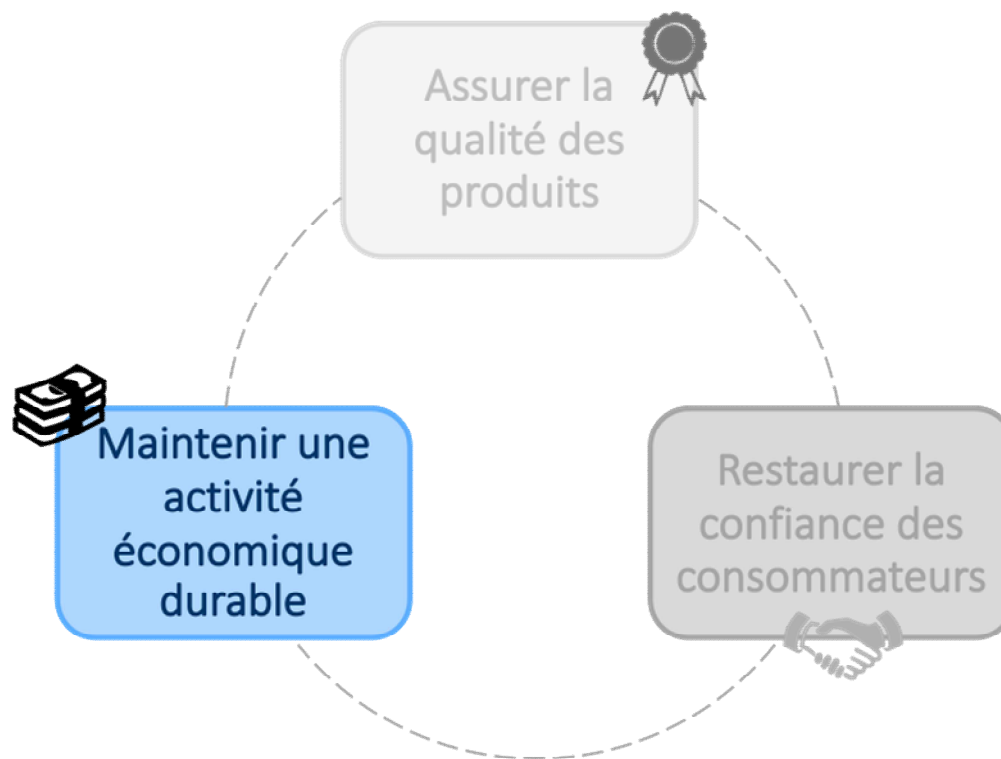 Assurer la
qualité des
produits
Maintenir une
activité
économique
durable
Restaurer la
confiance des
consommateurs